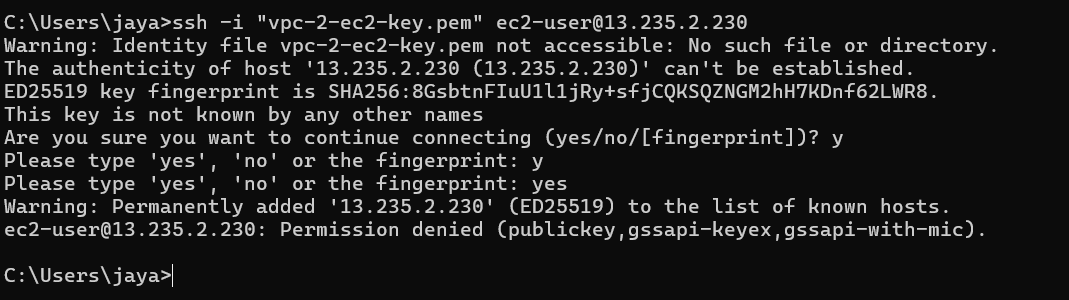 C:\Users\jaya>ssh -i "vpc-2-ec2-key.pem" ec2-user@13.235.2.230
Warning: Identity file vpc-2-ec2-key.pem not accessible: No such file or directory.
The authenticity of host '13.235.2.230 (13.235.2.230)' can't be established.
ED25519 key fingerprint is SHA256:8GsbtnFIuU1l1jRy+sfjCQKSQZNGM2hH7KDnf62LWR8.
This key is not known by any other names
Are you sure you want to continue connecting (yes/no/[fingerprint])? y
Please type 'yes', 'no' or the fingerprint: y
Please type 'yes', 'no' or the fingerprint: yes
Warning: Permanently added '13.235.2.230' (ED25519) to the list of known hosts.
ec2-user@13.235.2.230: Permission denied (publickey,gssapi-keyex,gssapi-with-mic).
C:\Users\jaya>